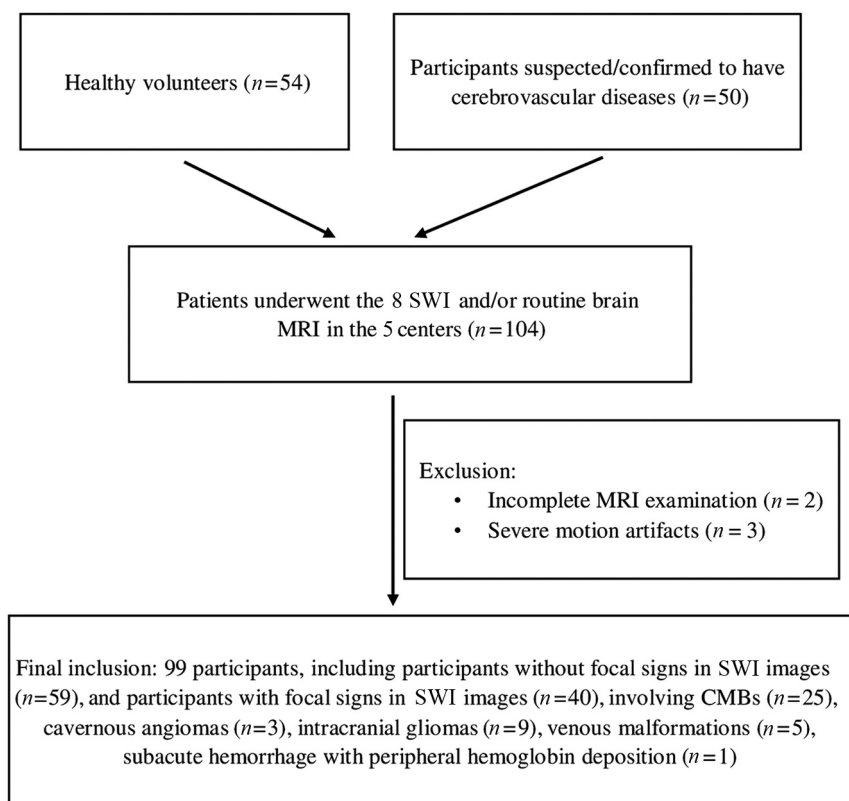 Healthy volunteers (n=54)
Participants suspected/confirmed to have
cerebrovascular diseases (n=50)
Patients underwent the 8 SWI and/or routine brain
MRI in the 5 centers (n=104)
Exclusion:
• Incomplete MRI examination (n = 2)
• Severe motion artifacts (n = 3)
Final inclusion: 99 participants, including participants without focal signs in SWI images
(n=59), and participants with focal signs in SWI images (n=40), involving CMBs (n=25),
cavernous angiomas (n=3), intracranial gliomas (n=9), venous malformations (n=5),
subacute hemorrhage with peripheral hemoglobin deposition (n=1)